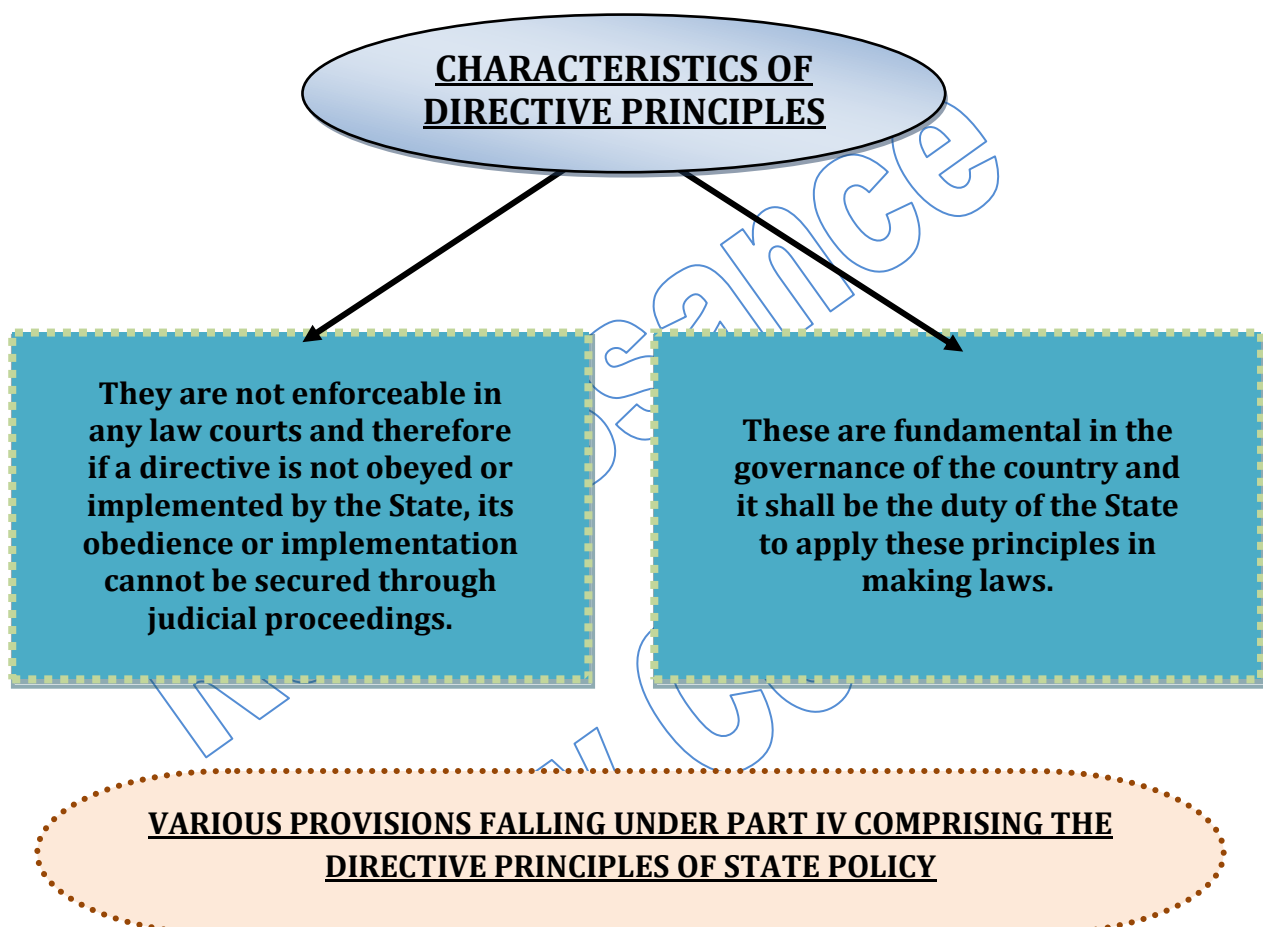 CHARACTERISTICS OF
DIRECTIVE PRINCIPLES
They are not enforceable in
any law courts and therefore
if a directive is not obeyed or
implemented by the State, its
obedience or implementation
cannot be secured through
judicial proceedings.
These are fundamental in the
governance of the country and
it shall be the duty of the State
to apply these principles in
making laws.
VARIOUS PROVISIONS FALLING UNDER PART IV COMPRISING THE
DIRECTIVE PRINCIPLES OF STATE POLICY